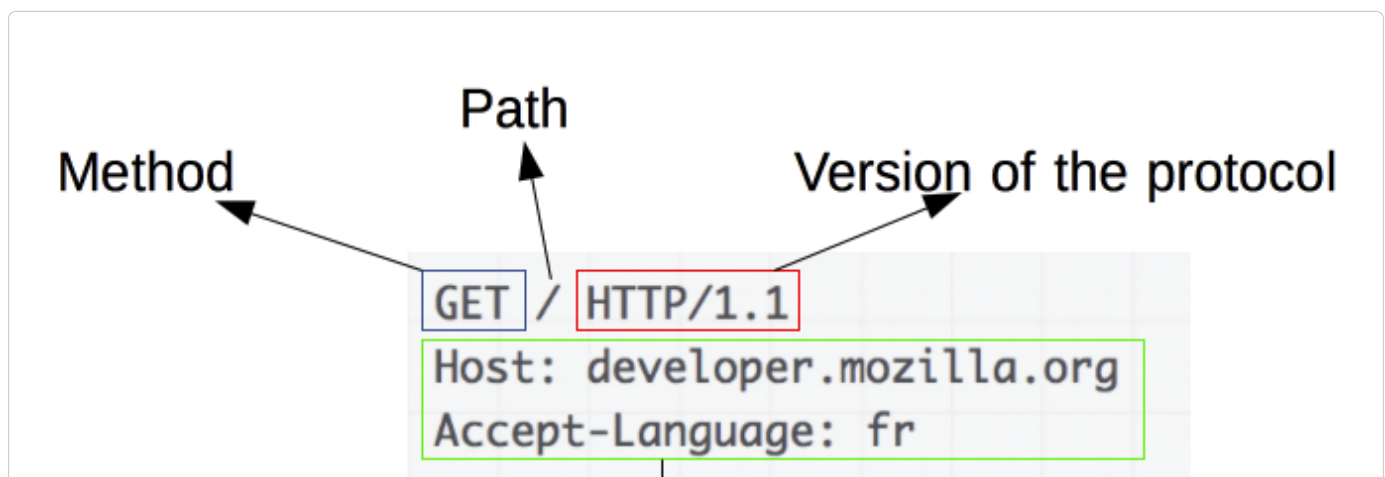 Path
Method
Version of the protocol
GET / HTTP/1.1
Host: developer.mozilla.org
Accept-Language: fr